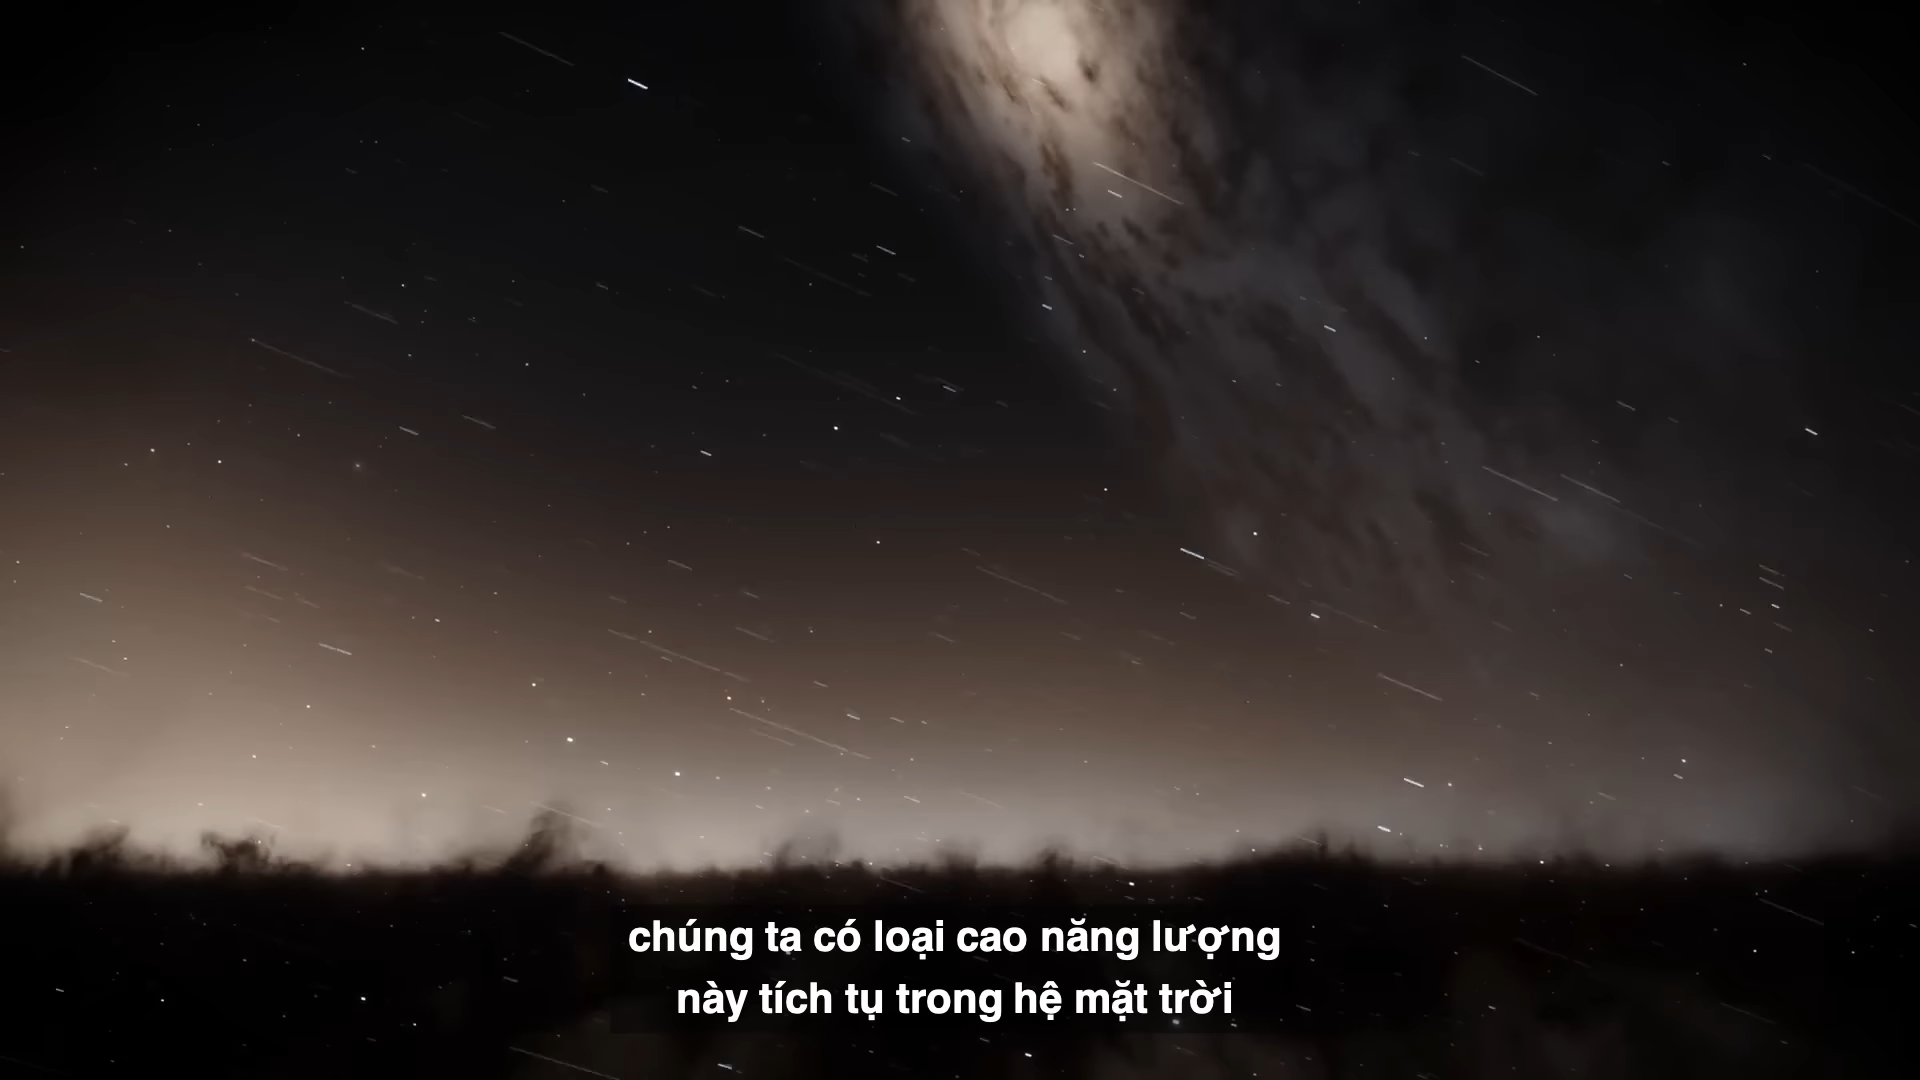 chúng ta có loại cao năng lượng
này tích tụ trong hệ mặt trời